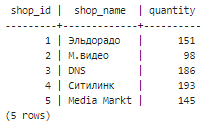 shop_id | shop_name | quantity
---------+-------------+----------
1 | Эльдорадо | 151
2 | М.видео | 98
3 | DNS | 186
4 | Ситилинк | 193
5 | Media Markt | 145
(5 rows)